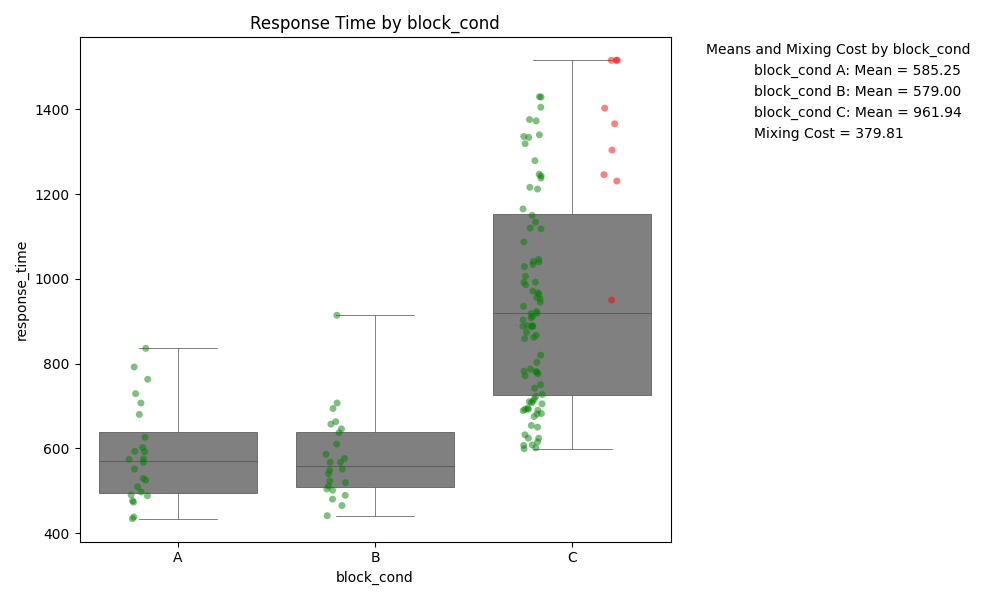 Response Time by block_cond
Means and Mixing Cost by block_cond
block_cond A: Mean = 585.25
block_cond B: Mean = 579.00
block_cond C: Mean = 961.94
Mixing Cost = 379.81
response_time
1400
1200
1000
800
600
400
A
B
C
block_cond